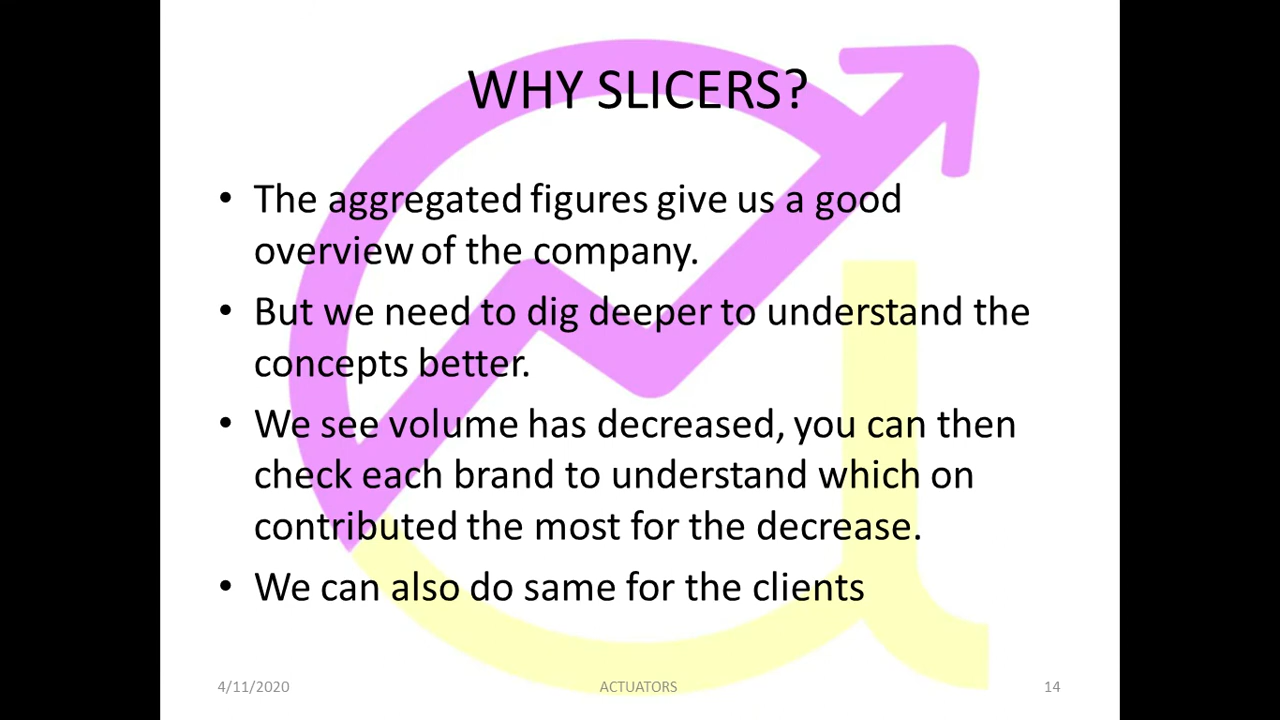 WHY SLICERS?
• The aggregated figures give us a good
overview of the company.
• But we need to dig deeper to understand the
concepts better.
• We see volume has decreased, you can then
check each brand to understand which on
contributed the most for the decrease.
• We can also do same for the clients
4/11/2020 ACTUATORS 14